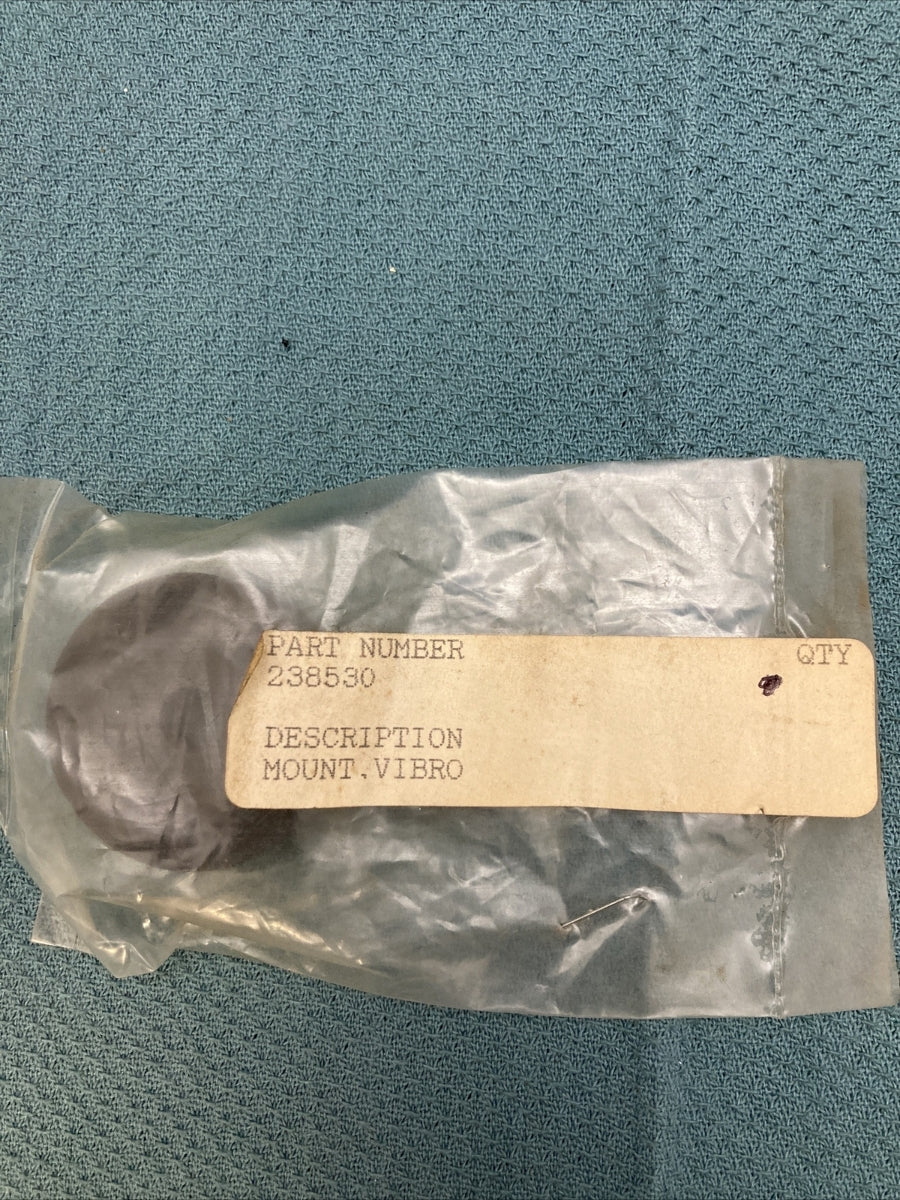 PART NUMBER QTY
238530
DESCRIPTION
MOUNT,VIBRO